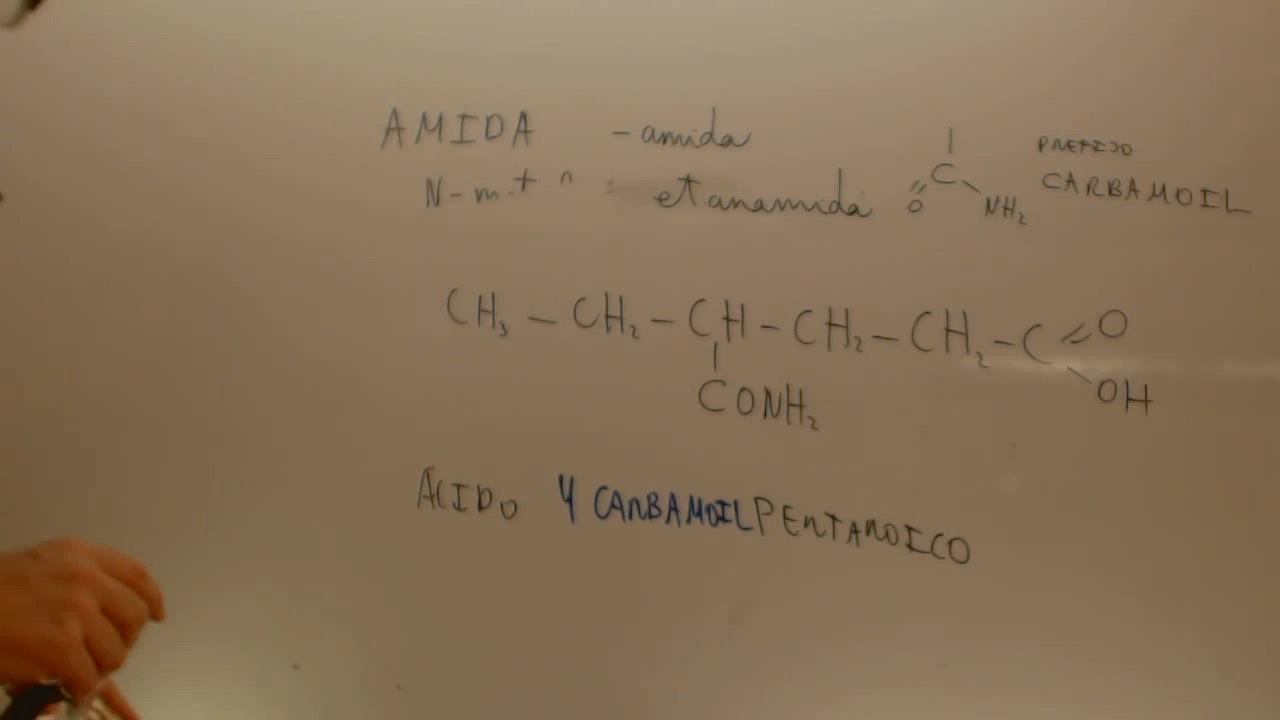 AMIDA -amida
PREFIJO
N-m : etanamida
C
O NH₂
CARBAMOIL
CH₃ - CH₂ - CH - CH₂ - CH₂ - C = O
OH
CONH₂
ÁCIDO 4 CARBAMOILPENTANOICO